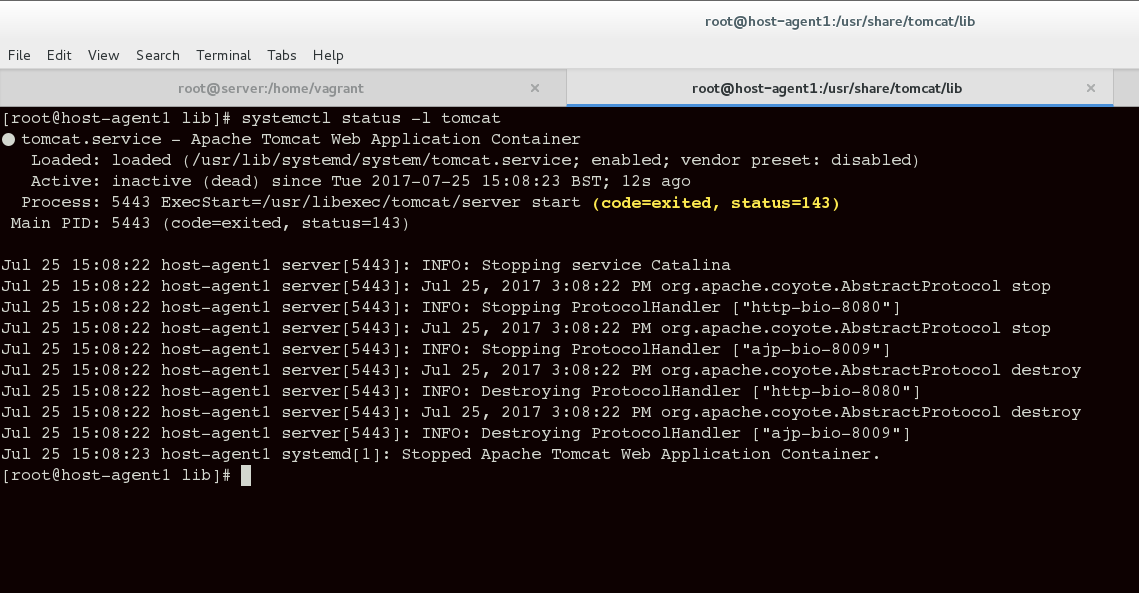 root@host-agent1:/usr/share/tomcat/lib
File Edit View Search Terminal Tabs Help
root@server:/home/vagrant × root@host-agent1:/usr/share/tomcat/lib ×
[root@host-agent1 lib]# systemctl status -l tomcat
● tomcat.service - Apache Tomcat Web Application Container
Loaded: loaded (/usr/lib/systemd/system/tomcat.service; enabled; vendor preset: disabled)
Active: inactive (dead) since Tue 2017-07-25 15:08:23 BST; 12s ago
Process: 5443 ExecStart=/usr/libexec/tomcat/server start (code=exited, status=143)
Main PID: 5443 (code=exited, status=143)
Jul 25 15:08:22 host-agent1 server[5443]: INFO: Stopping service Catalina
Jul 25 15:08:22 host-agent1 server[5443]: Jul 25, 2017 3:08:22 PM org.apache.coyote.AbstractProtocol stop
Jul 25 15:08:22 host-agent1 server[5443]: INFO: Stopping ProtocolHandler ["http-bio-8080"]
Jul 25 15:08:22 host-agent1 server[5443]: Jul 25, 2017 3:08:22 PM org.apache.coyote.AbstractProtocol stop
Jul 25 15:08:22 host-agent1 server[5443]: INFO: Stopping ProtocolHandler ["ajp-bio-8009"]
Jul 25 15:08:22 host-agent1 server[5443]: Jul 25, 2017 3:08:22 PM org.apache.coyote.AbstractProtocol destroy
Jul 25 15:08:22 host-agent1 server[5443]: INFO: Destroying ProtocolHandler ["http-bio-8080"]
Jul 25 15:08:22 host-agent1 server[5443]: Jul 25, 2017 3:08:22 PM org.apache.coyote.AbstractProtocol destroy
Jul 25 15:08:22 host-agent1 server[5443]: INFO: Destroying ProtocolHandler ["ajp-bio-8009"]
Jul 25 15:08:23 host-agent1 systemd[1]: Stopped Apache Tomcat Web Application Container.
[root@host-agent1 lib]#